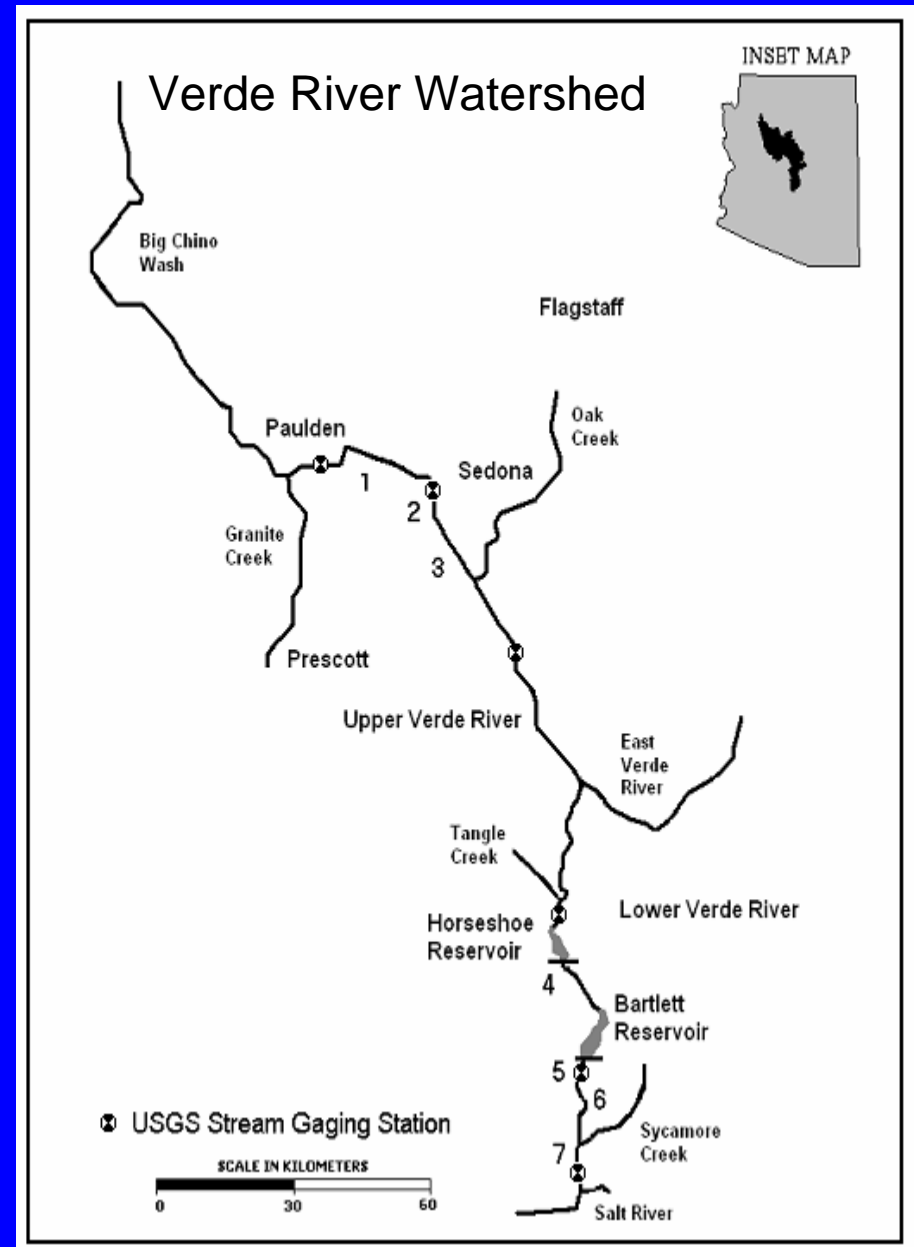 Verde River Watershed
INSET MAP
Big Chino
Wash
Flagstaff
Oak
Creek
Paulden
Sedona
1
2
Granite
Creek
3
Prescott
Upper Verde River
East
Verde
River
Tangle
Creek
Lower Verde River
Horseshoe
Reservoir
4
Bartlett
Reservoir
5
6
USGS Stream Gaging Station
Sycamore
Creek
7
SCALE IN KILOMETERS
0 30 60
Salt River